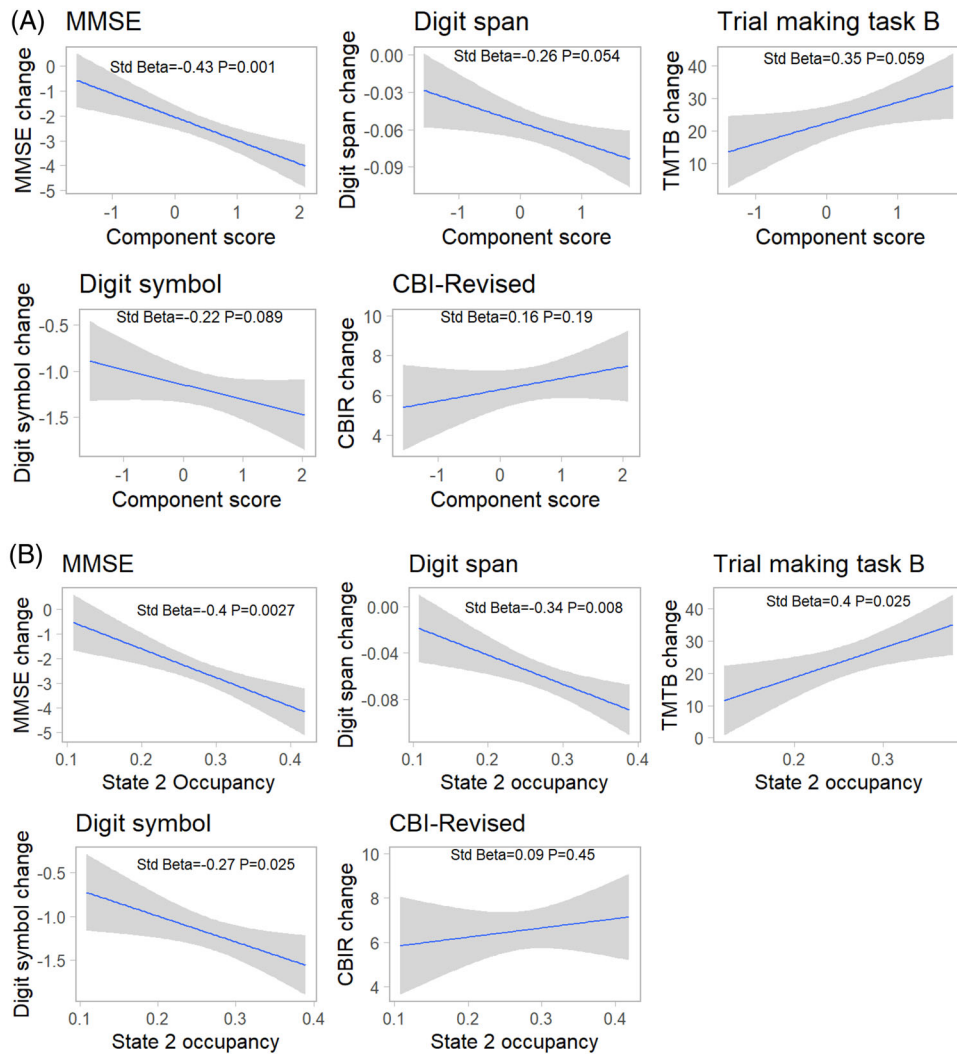 (A)
MMSE
Digit span
Trial making task B
Std Beta=-0.43 P=0.001
Std Beta=-0.26 P=0.054
Std Beta=0.35 P=0.059
MMSE change
0
-1
-2
-3
-4
-5
-1 0 1 2
Component score
Digit span change
0.00
-0.03
-0.06
-0.09
-1 0 1
Component score
TMTB change
40
30
20
10
-1 0 1
Component score
Digit symbol
CBI-Revised
Std Beta=-0.22 P=0.089
Std Beta=0.16 P=0.19
Digit symbol change
-0.5
-1.0
-1.5
-1 0 1 2
Component score
CBIR change
10
8
6
4
-1 0 1 2
Component score
(B)
MMSE
Digit span
Trial making task B
Std Beta=-0.4 P=0.0027
Std Beta=-0.34 P=0.008
Std Beta=0.4 P=0.025
MMSE change
0
-1
-2
-3
-4
-5
0.1 0.2 0.3 0.4
State 2 Occupancy
Digit span change
0.00
-0.04
-0.08
0.1 0.2 0.3 0.4
State 2 occupancy
TMTB change
40
30
20
10
0
0.2 0.3
State 2 occupancy
Digit symbol
CBI-Revised
Std Beta=-0.27 P=0.025
Std Beta=0.09 P=0.45
Digit symbol change
-0.5
-1.0
-1.5
0.1 0.2 0.3 0.4
State 2 occupancy
CBIR change
10
8
6
4
0.1 0.2 0.3 0.4
State 2 occupancy